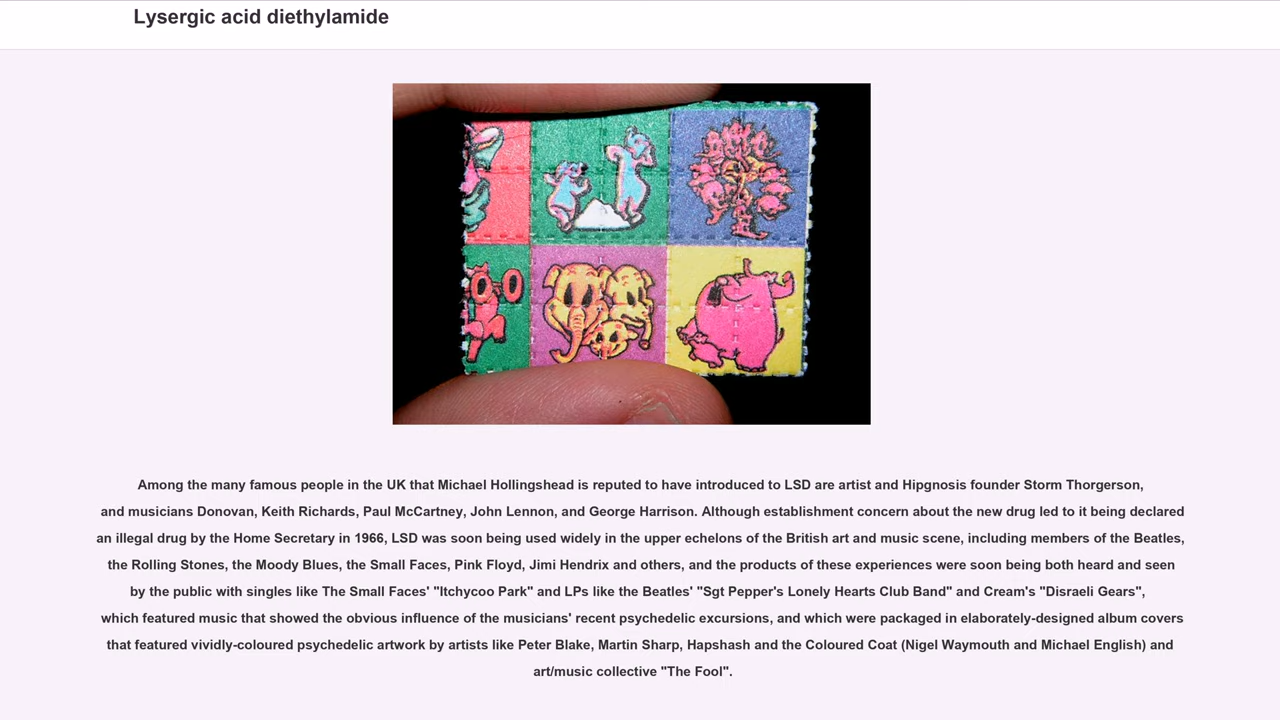 Lysergic acid diethylamide
Among the many famous people in the UK that Michael Hollingshead is reputed to have introduced to LSD are artist and Hipgnosis founder Storm Thorgerson,
and musicians Donovan, Keith Richards, Paul McCartney, John Lennon, and George Harrison. Although establishment concern about the new drug led to it being declared
an illegal drug by the Home Secretary in 1966, LSD was soon being used widely in the upper echelons of the British art and music scene, including members of the Beatles,
the Rolling Stones, the Moody Blues, the Small Faces, Pink Floyd, Jimi Hendrix and others, and the products of these experiences were soon being both heard and seen
by the public with singles like The Small Faces' "Itchycoo Park" and LPs like the Beatles' "Sgt Pepper's Lonely Hearts Club Band" and Cream's "Disraeli Gears",
which featured music that showed the obvious influence of the musicians' recent psychedelic excursions, and which were packaged in elaborately-designed album covers
that featured vividly-coloured psychedelic artwork by artists like Peter Blake, Martin Sharp, Hapshash and the Coloured Coat (Nigel Waymouth and Michael English) and
art/music collective "The Fool".